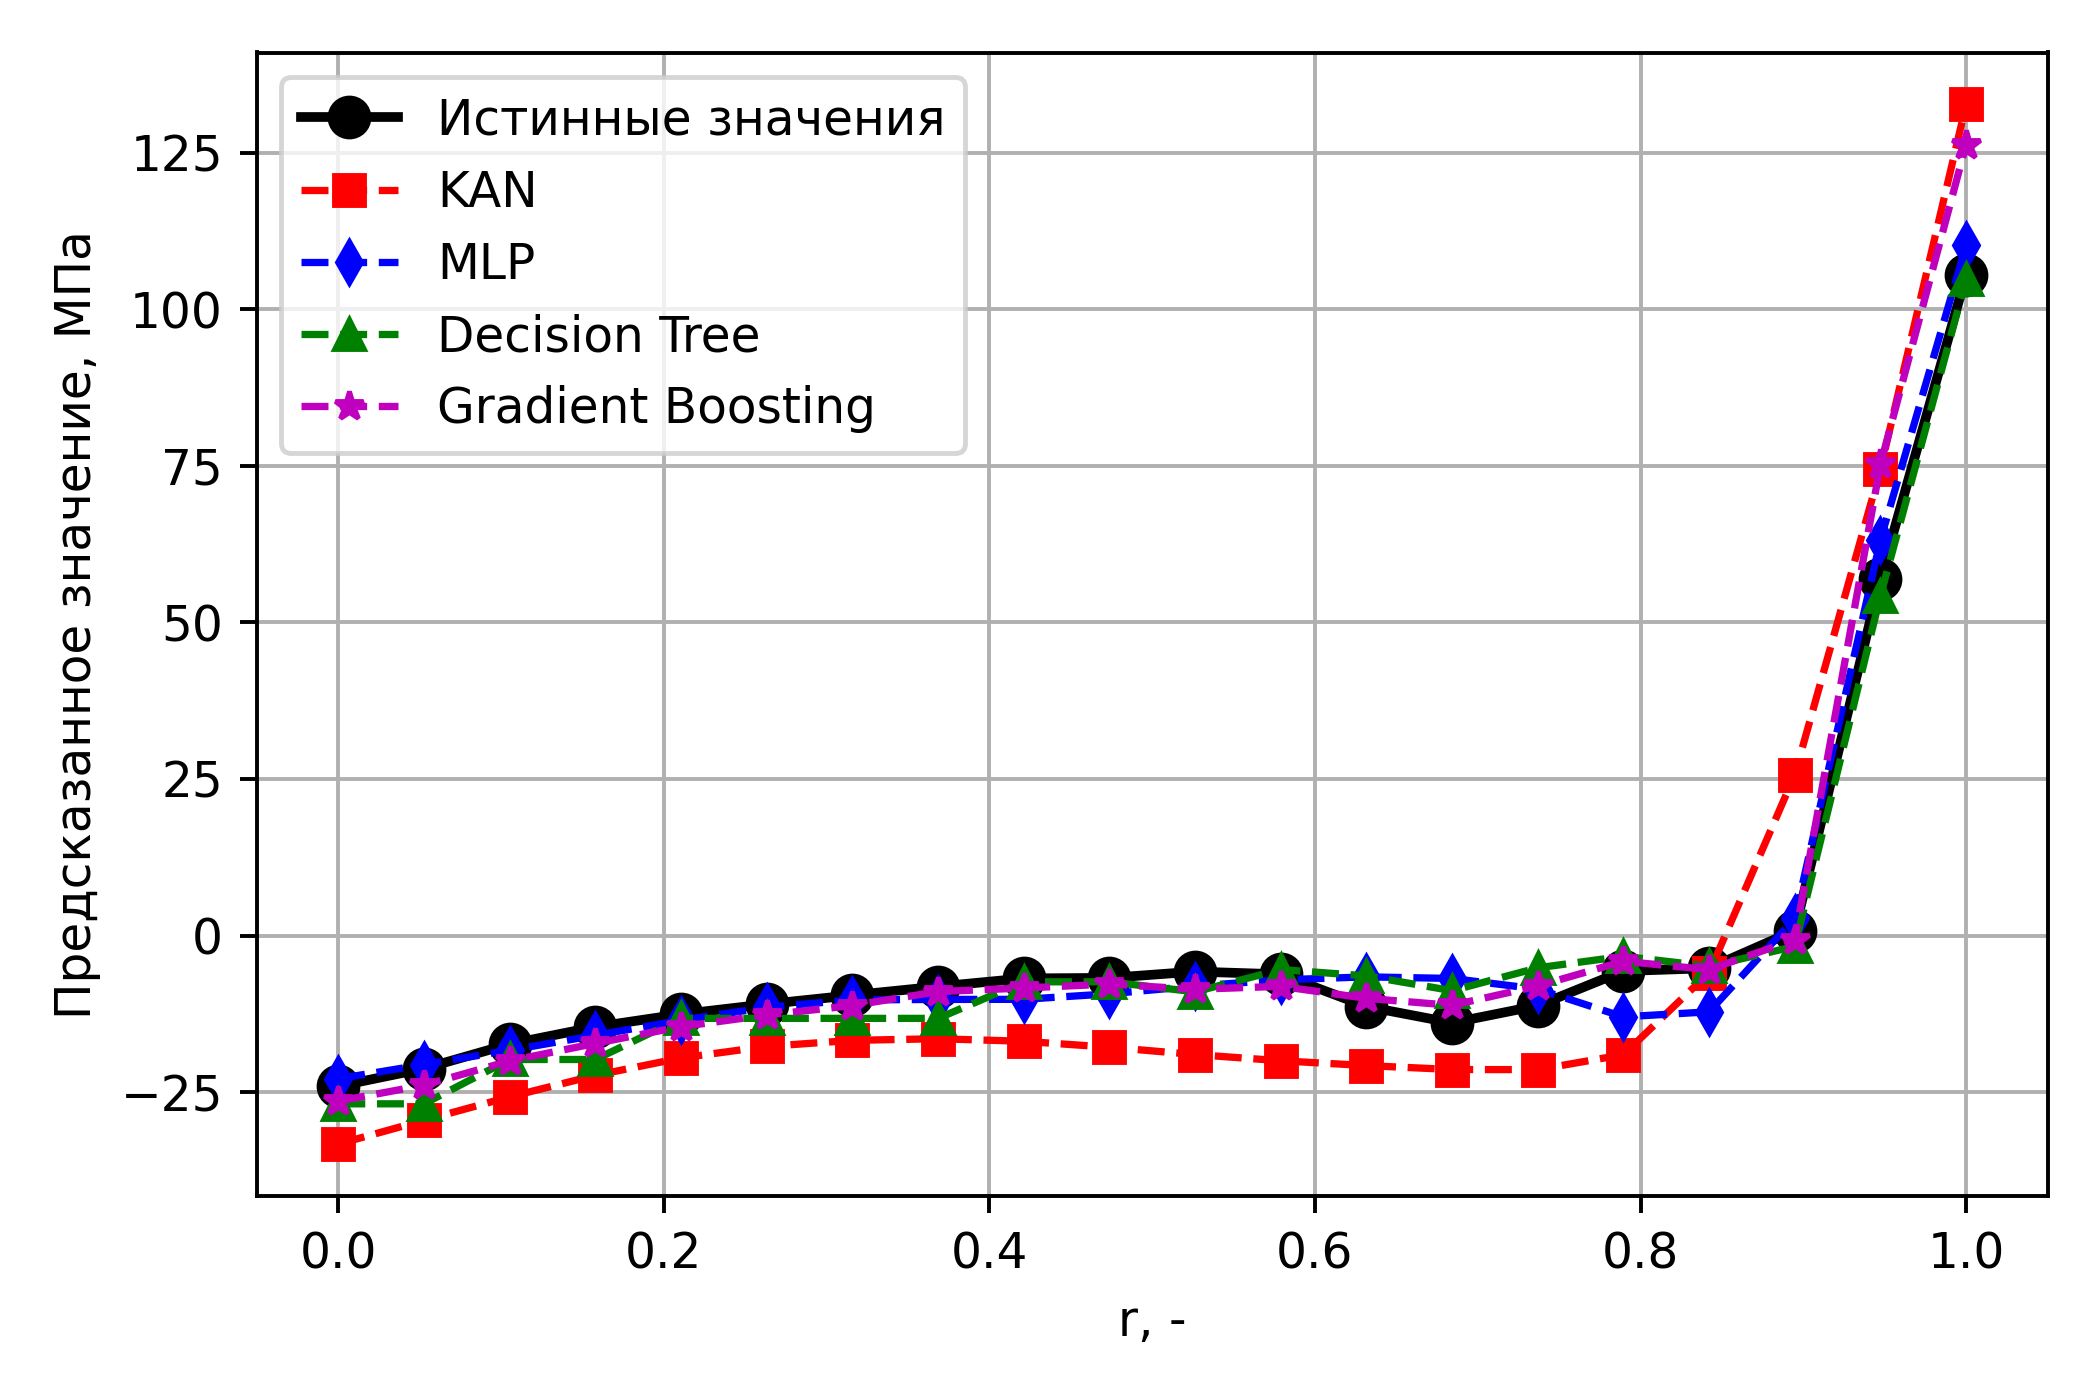 Истинные значения
KAN
MLP
Decision Tree
Gradient Boosting
125
100
75
50
25
0
−25
Предсказанное значение, МПа
0.0 0.2 0.4 0.6 0.8 1.0
r, -